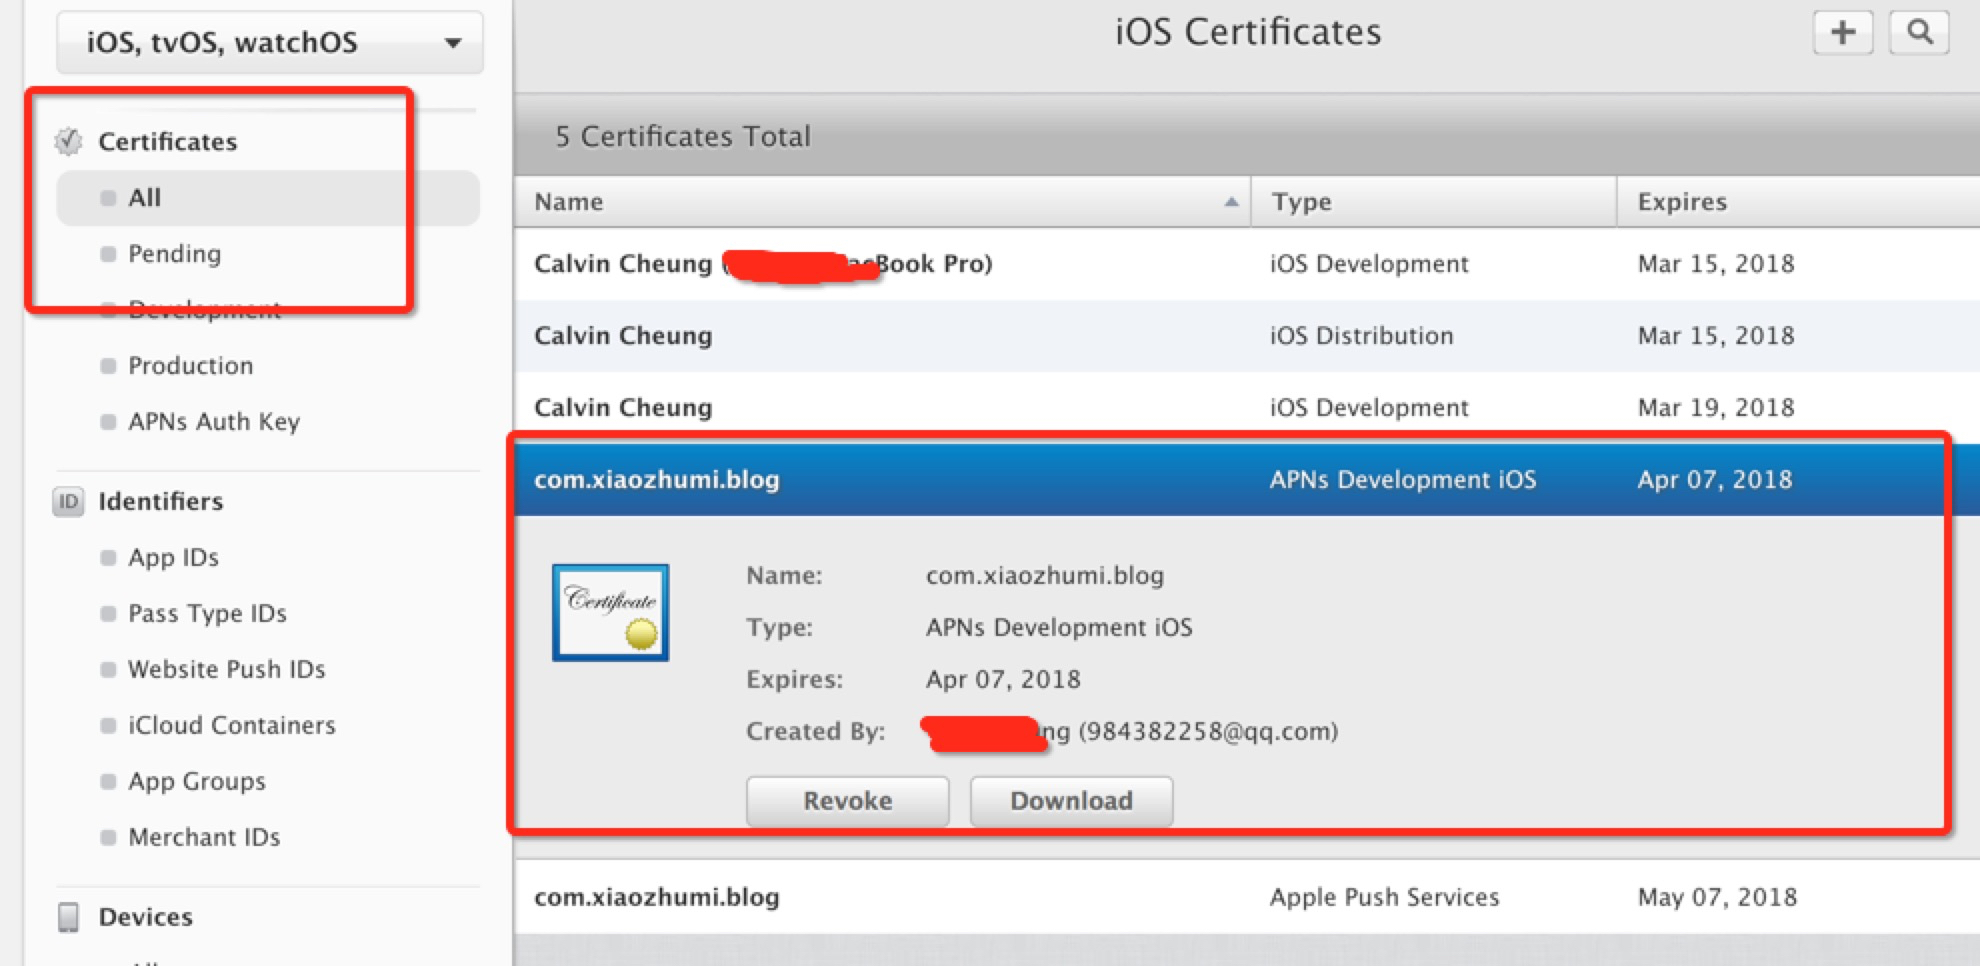 iOS, tvOS, watchOS
Certificates
All
Pending
Development
Production
APNs Auth Key
ID Identifiers
App IDs
Pass Type IDs
Website Push IDs
iCloud Containers
App Groups
Merchant IDs
Devices
iOS Certificates
5 Certificates Total
Name Type Expires
Calvin Cheung ( Book Pro) iOS Development Mar 15, 2018
Calvin Cheung iOS Distribution Mar 15, 2018
Calvin Cheung iOS Development Mar 19, 2018
com.xiaozhumi.blog APNs Development iOS Apr 07, 2018
Certificate
Name: com.xiaozhumi.blog
Type: APNs Development iOS
Expires: Apr 07, 2018
Created By: ng (984382258@qq.com)
Revoke Download
com.xiaozhumi.blog Apple Push Services May 07, 2018